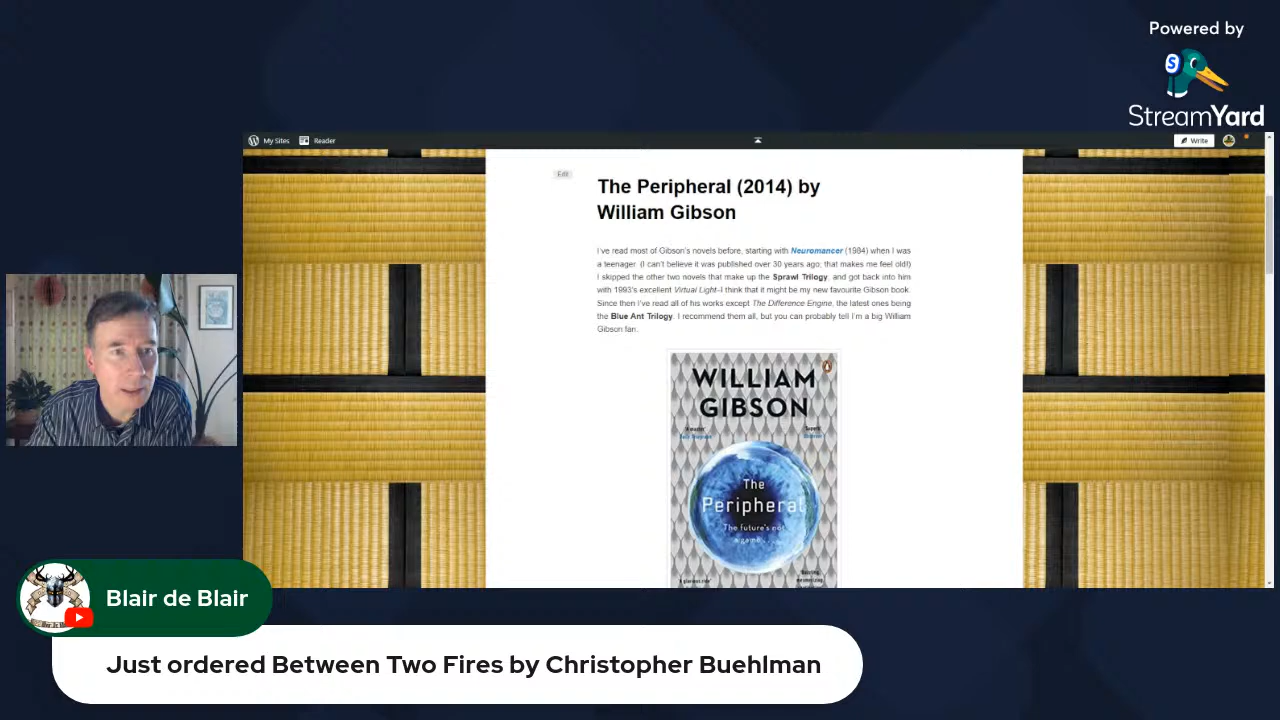 Powered by
StreamYard
My Sites
Reader
Write
Edit
The Peripheral (2014) by
William Gibson
I've read most of Gibson's novels before, starting with Neuromancer (1984) when I was
a teenager. (I can't believe it was published over 30 years ago, that makes me feel old!)
I skipped the other two novels that make up the Sprawl Trilogy, and got back into him
with 1993's excellent Virtual Light–I think that it might be my new favourite Gibson book.
Since then I've read all of his works except The Difference Engine, the latest ones being
the Blue Ant Trilogy. I recommend them all, but you can probably tell I'm a big William
Gibson fan.
WILLIAM
GIBSON
The
Peripheral
The future's not
a game
Blair de Blair
Just ordered Between Two Fires by Christopher Buehlman